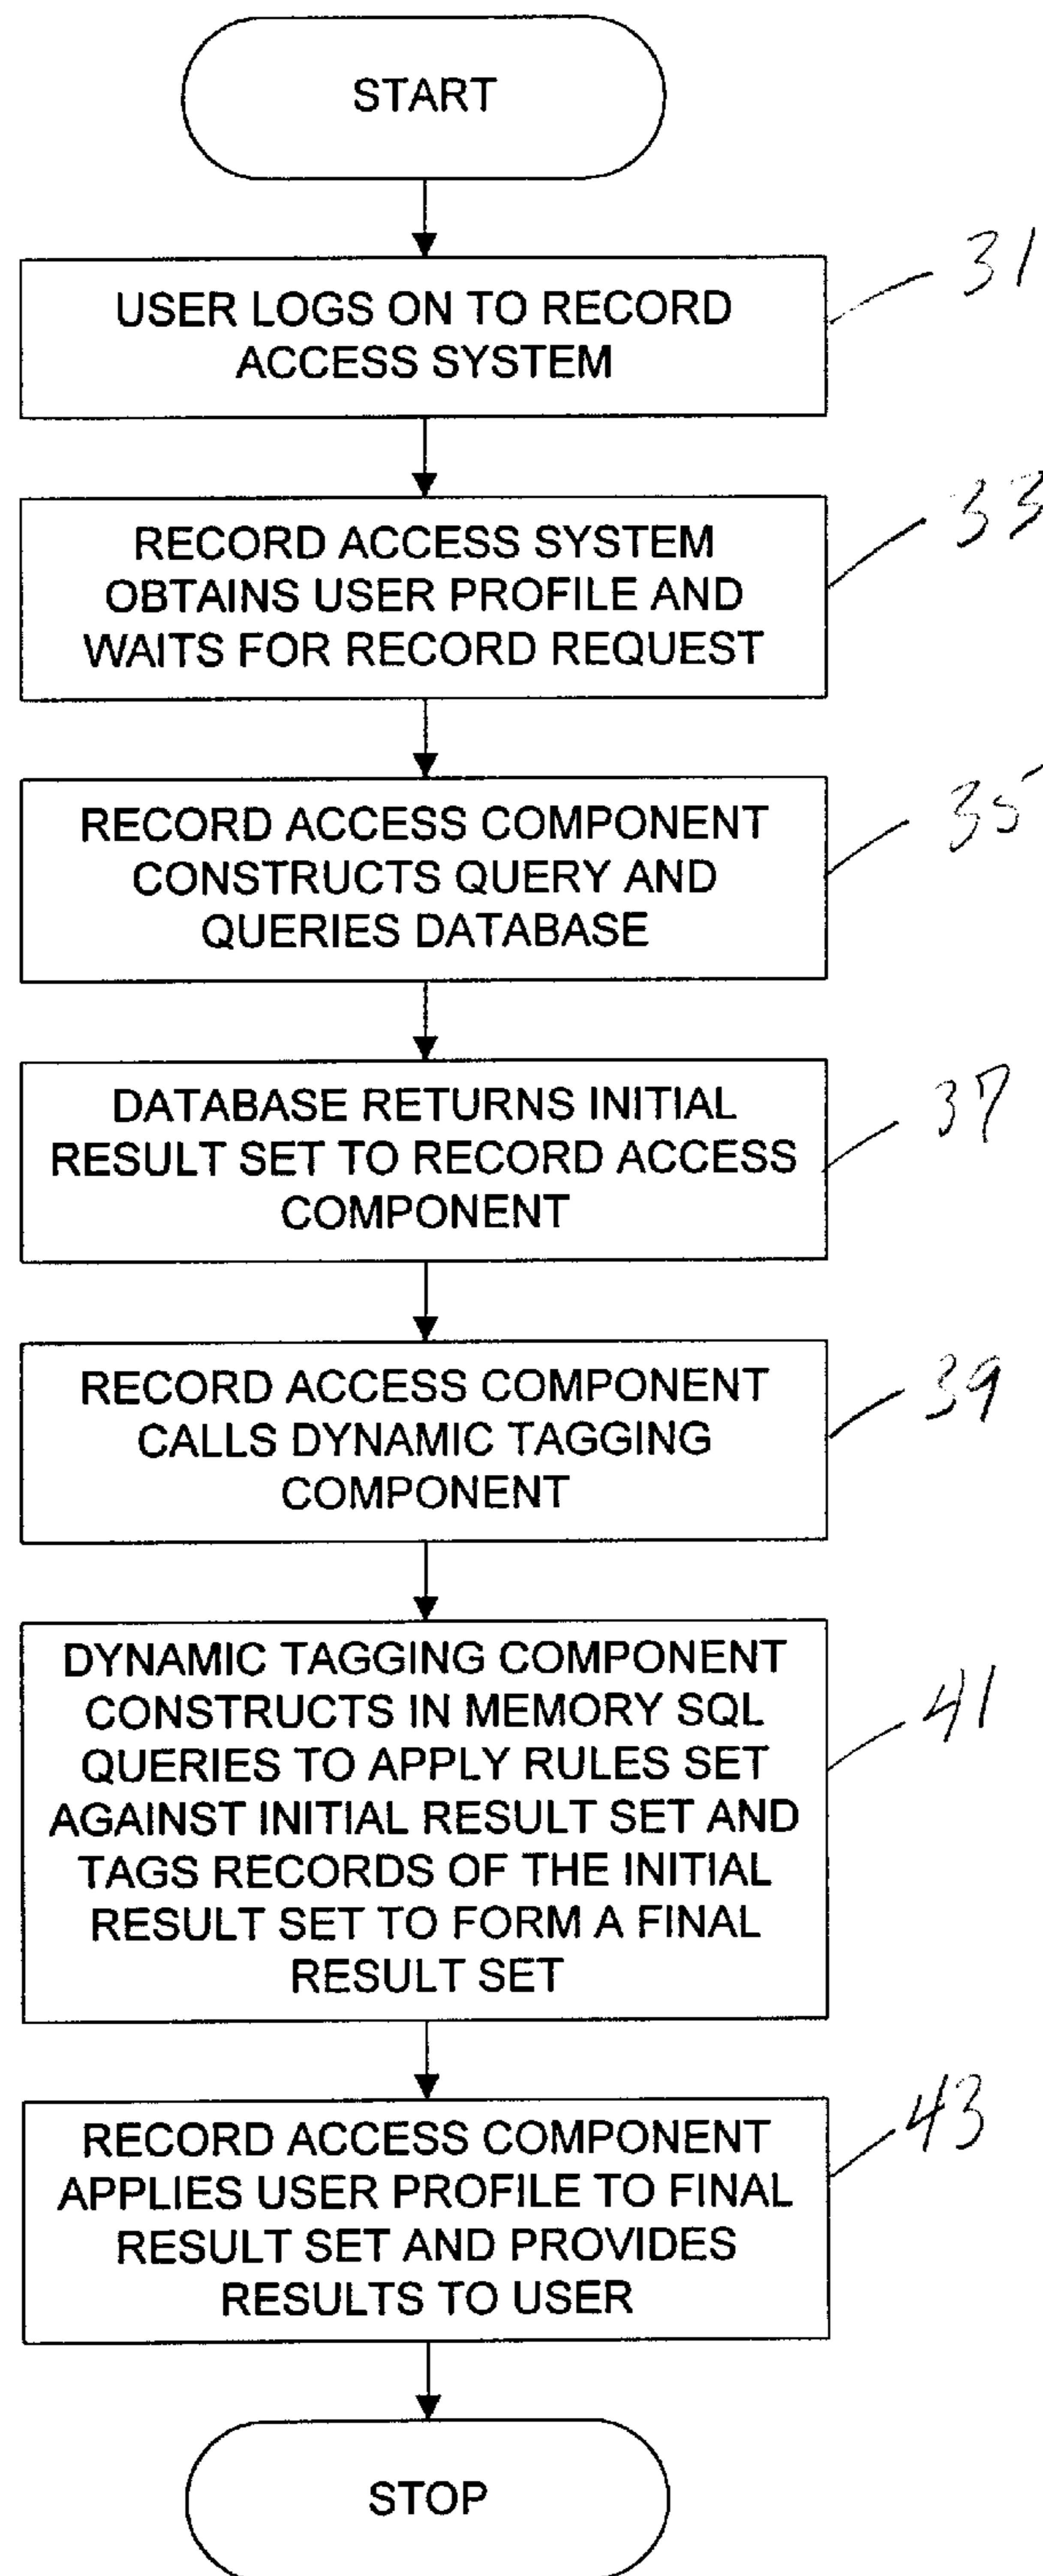 START
USER LOGS ON TO RECORD
ACCESS SYSTEM
31
RECORD ACCESS SYSTEM
OBTAINS USER PROFILE AND
WAITS FOR RECORD REQUEST
33
RECORD ACCESS COMPONENT
CONSTRUCTS QUERY AND
QUERIES DATABASE
35
DATABASE RETURNS INITIAL
RESULT SET TO RECORD ACCESS
COMPONENT
37
RECORD ACCESS COMPONENT
CALLS DYNAMIC TAGGING
COMPONENT
39
DYNAMIC TAGGING COMPONENT
CONSTRUCTS IN MEMORY SQL
QUERIES TO APPLY RULES SET
AGAINST INITIAL RESULT SET AND
TAGS RECORDS OF THE INITIAL
RESULT SET TO FORM A FINAL
RESULT SET
41
RECORD ACCESS COMPONENT
APPLIES USER PROFILE TO FINAL
RESULT SET AND PROVIDES
RESULTS TO USER
43
STOP